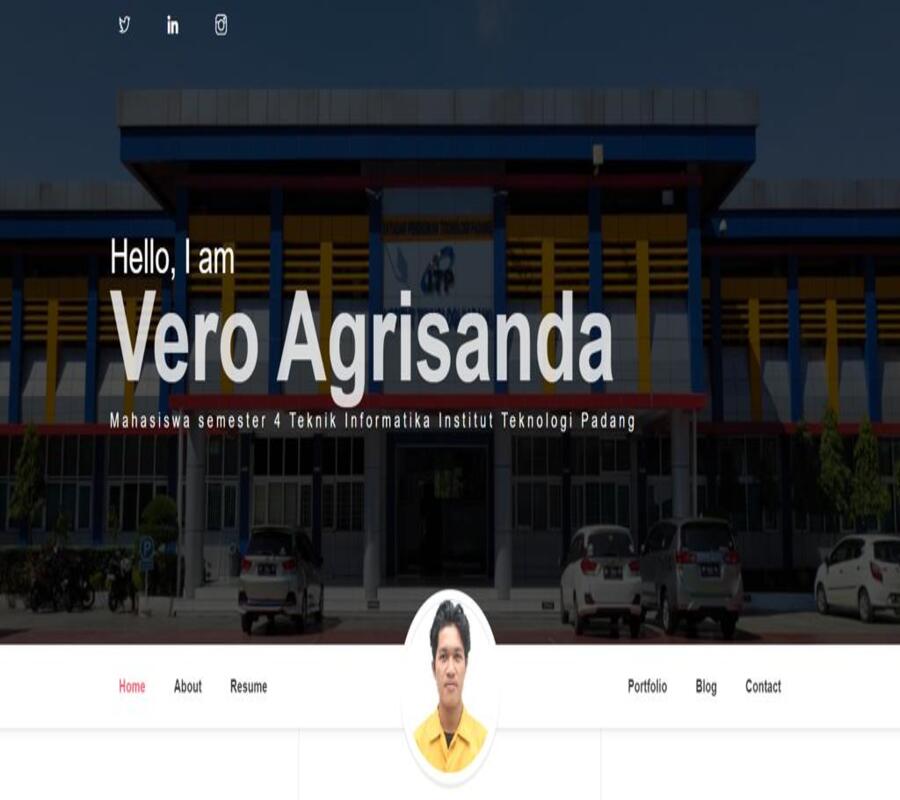 Hello, I am
Vero Agrisanda
Mahasiswa semester 4 Teknik Informatika Institut Teknologi Padang
Home About Resume Portfolio Blog Contact